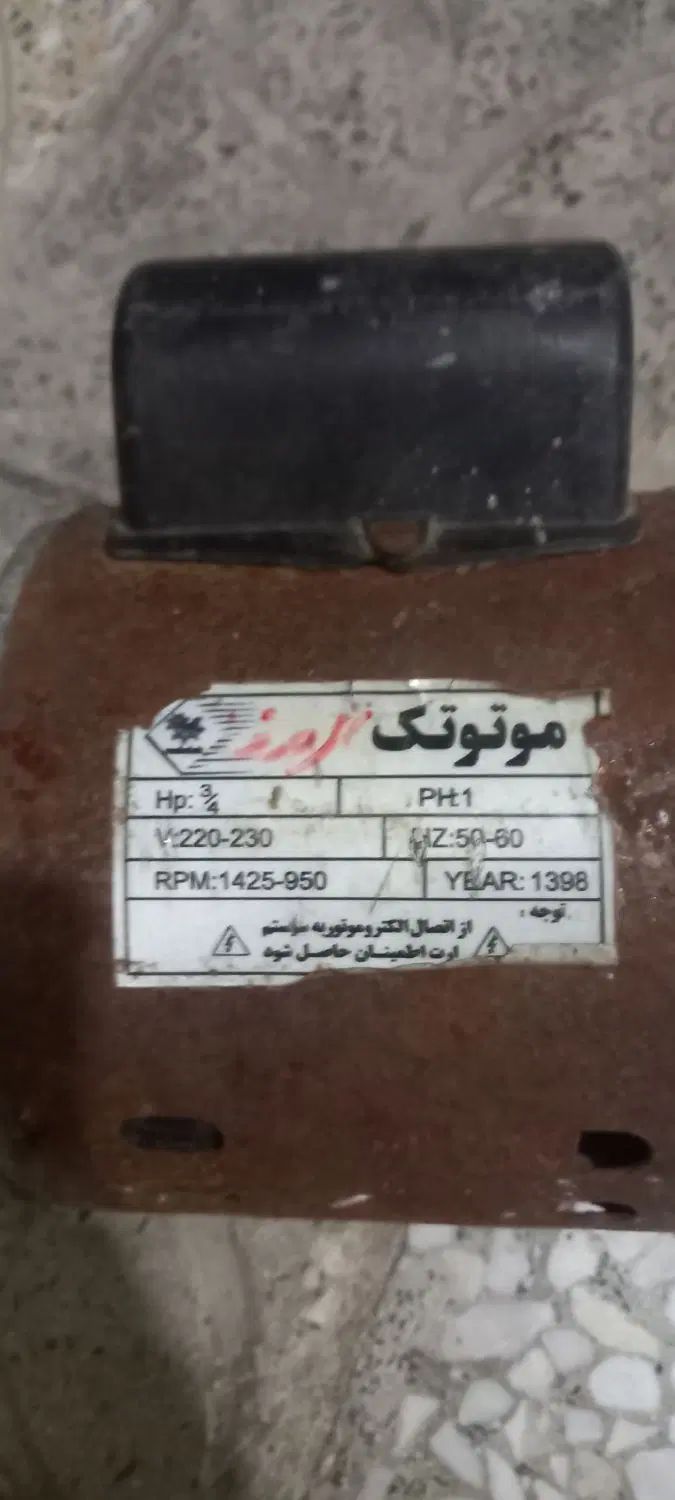 موتوتک البرز
Hp: ¾ PH:1
V:220-230 HZ:50-60
RPM:1425-950 YEAR: 1398
توجه :
از اتصال الکتروموتور به سیستم
ارت اطمینان حاصل شود